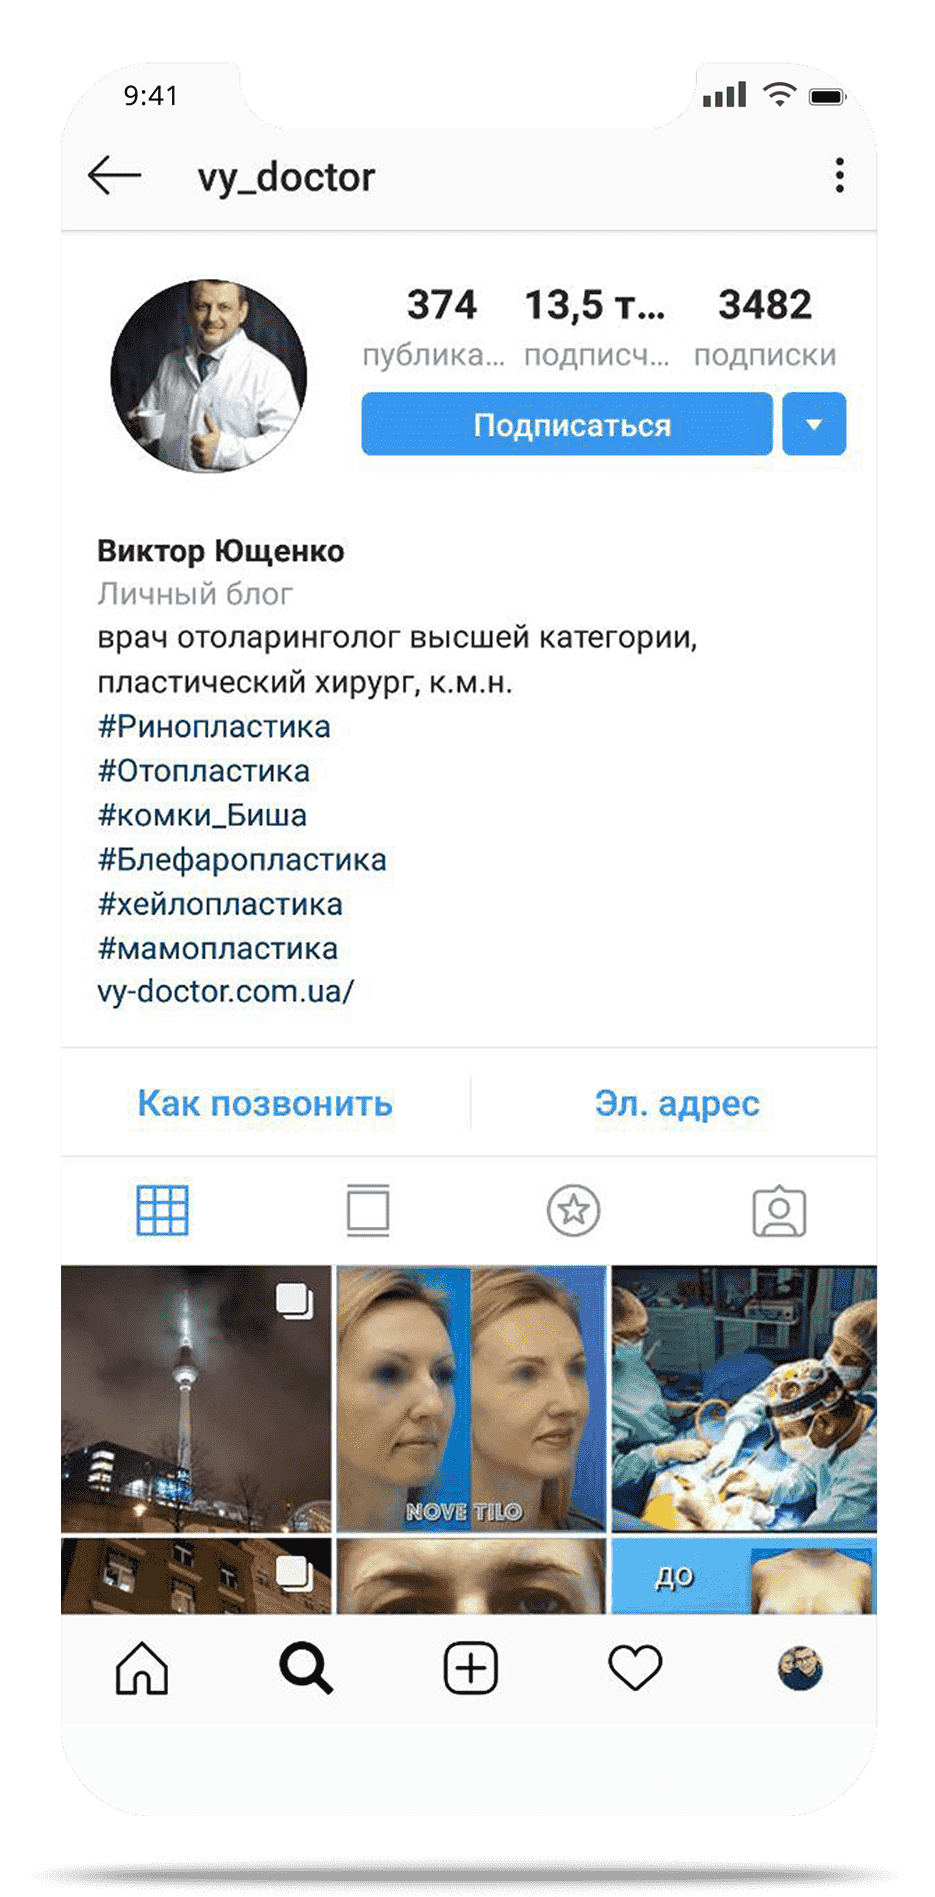 9:41
vy_doctor
374 13,5 т... 3482
публика... подписч... подписки
Подписаться
Виктор Ющенко
Личный блог
врач отоларинголог высшей категории,
пластический хирург, к.м.н.
#Ринопластика
#Отопластика
#комки_Биша
#Блефаропластика
#хейлопластика
#мамопластика
vy-doctor.com.ua/
Как позвонить Эл. адрес
NOVE TILO
ДО